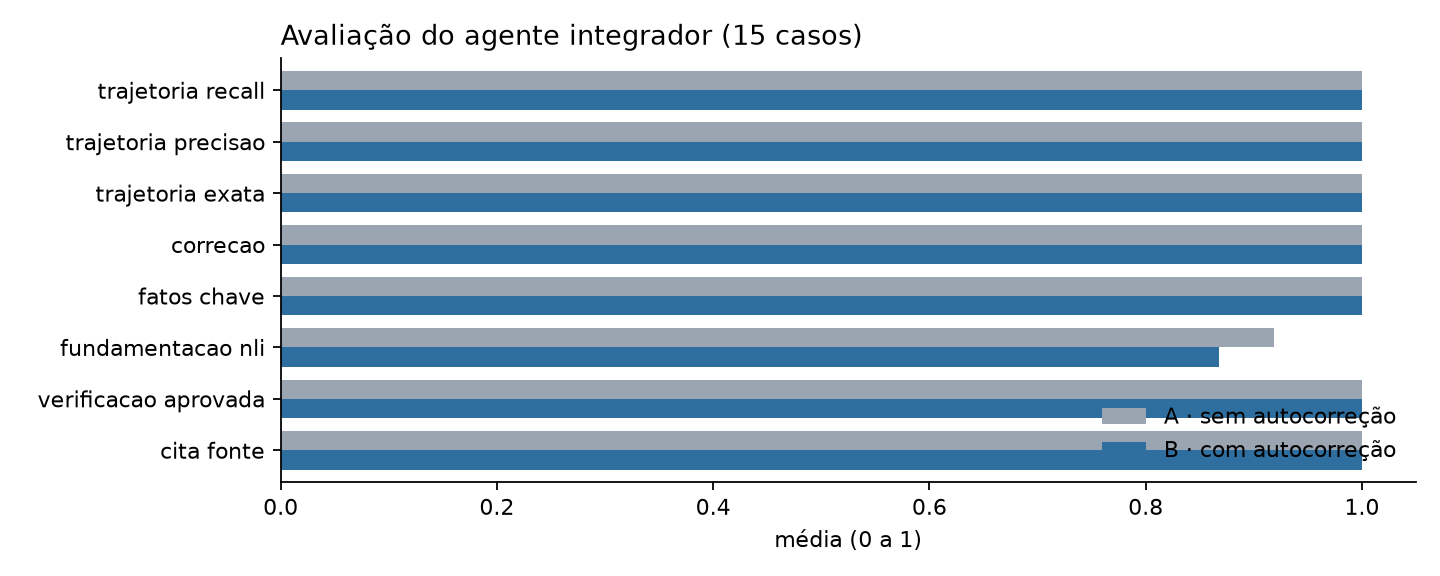 Avaliação do agente integrador (15 casos)
trajetoria recall
trajetoria precisao
trajetoria exata
correcao
fatos chave
fundamentacao nli
verificacao aprovada
cita fonte
A · sem autocorreção
B · com autocorreção
0.0 0.2 0.4 0.6 0.8 1.0
média (0 a 1)